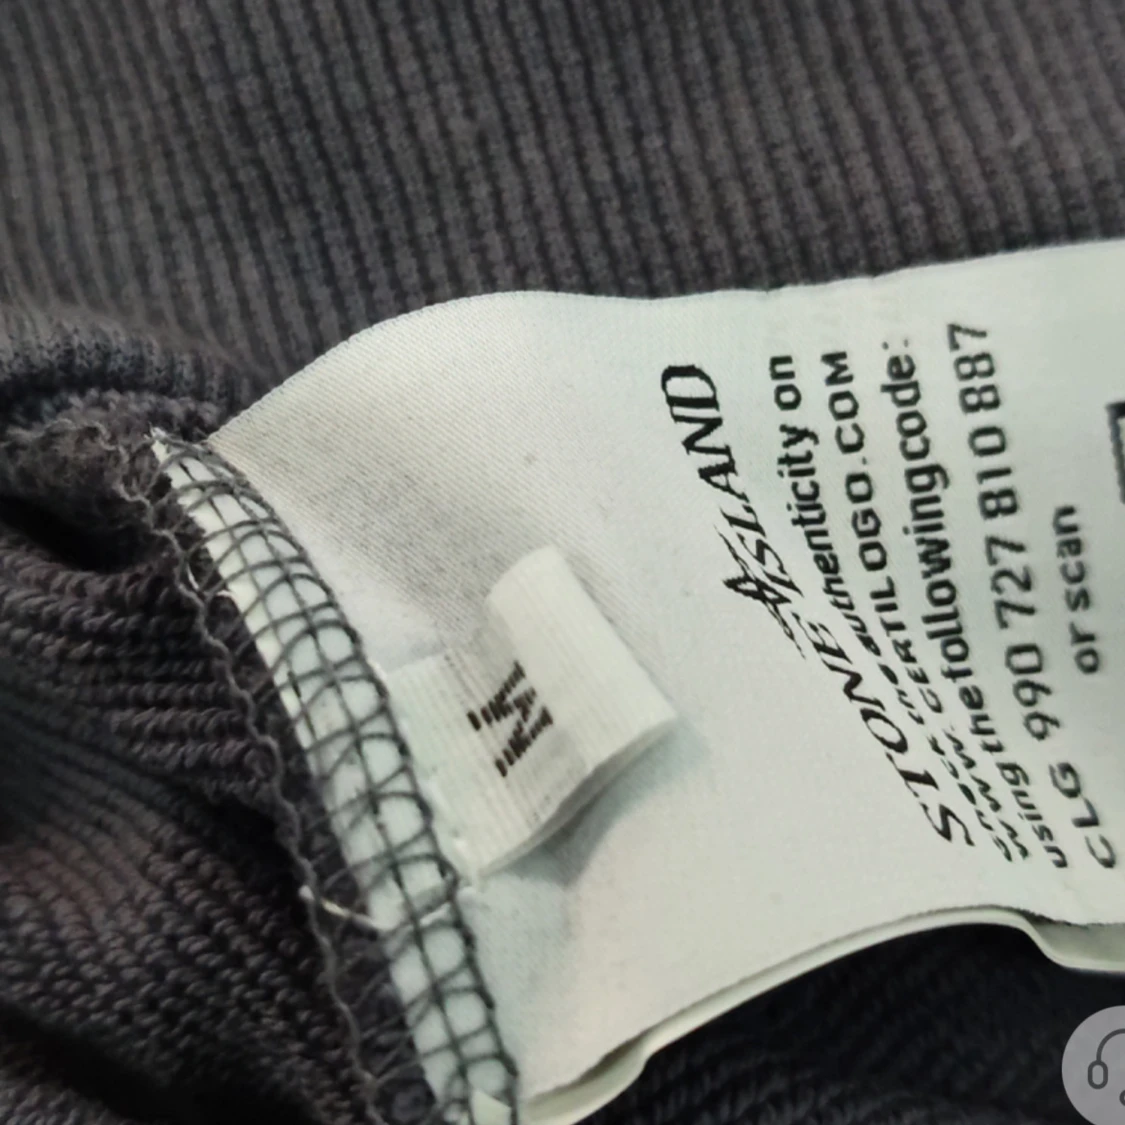 STONE ISLAND
Check the authenticity on
WWW.CERTILOGO.COM
using the following code:
CLG 990 727 810 887
or scan
M